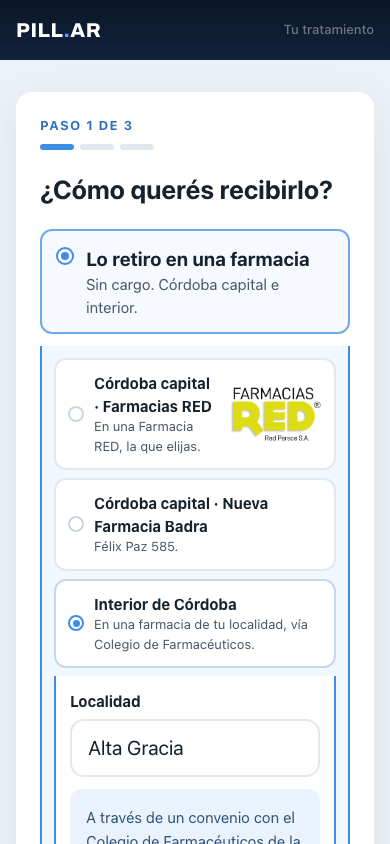 PILL.AR
Tu tratamiento
PASO 1 DE 3
¿Cómo querés recibirlo?
Lo retiro en una farmacia
Sin cargo. Córdoba capital e
interior.
Córdoba capital
· Farmacias RED
En una Farmacia
RED, la que elijas.
FARMACIAS
RED®
Red Persce S.A.
Córdoba capital · Nueva
Farmacia Badra
Félix Paz 585.
Interior de Córdoba
En una farmacia de tu localidad, vía
Colegio de Farmacéuticos.
Localidad
Alta Gracia
A través de un convenio con el
Colegio de Farmacéuticos de la